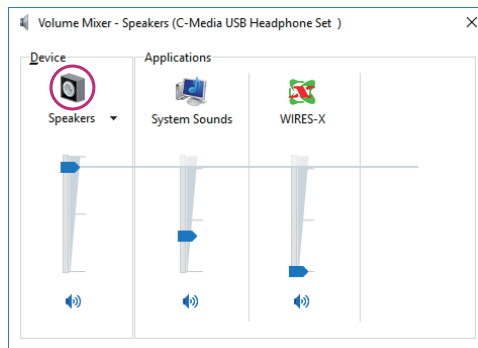 Volume Mixer - Speakers (C-Media USB Headphone Set  )
Device
Applications
Speakers
System Sounds
WIRES-X